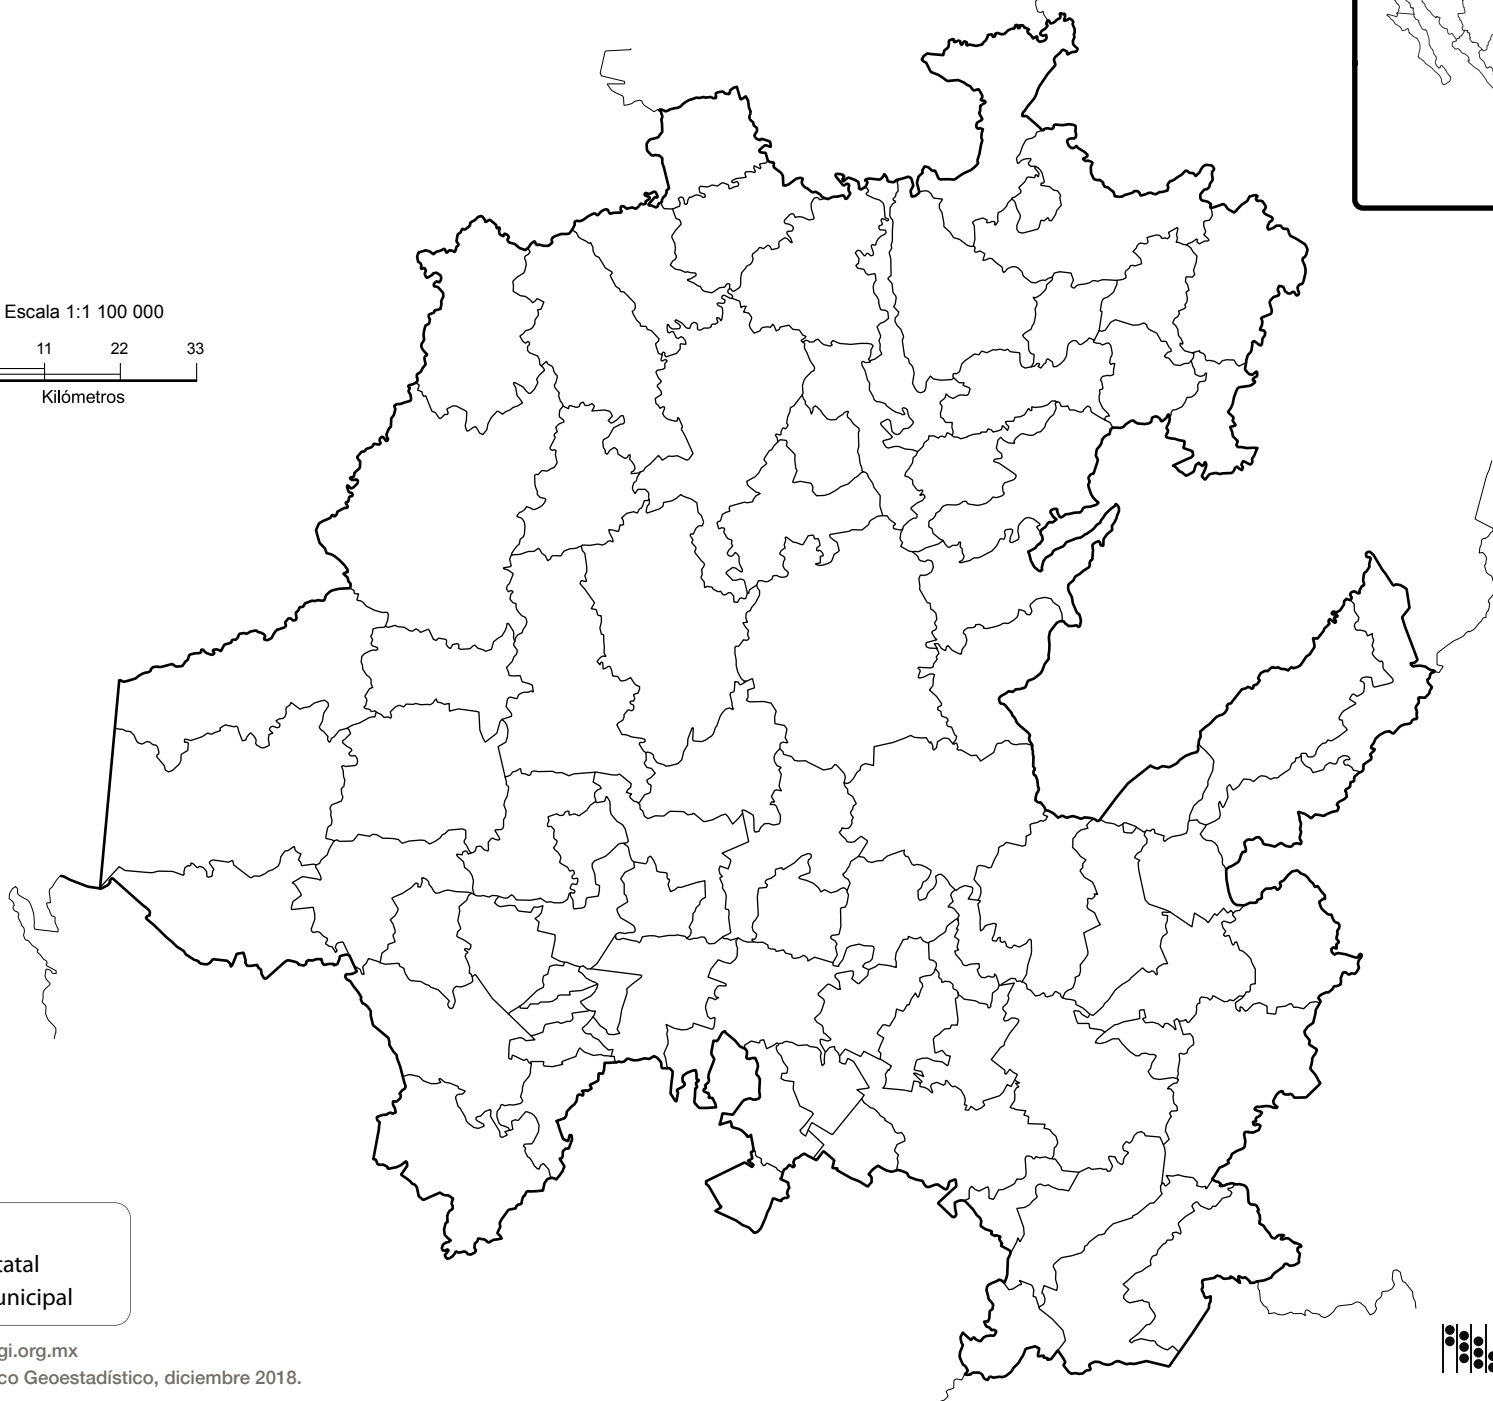 Escala 1:1 100 000
11 22 33
Kilómetros
tatal
unicipal
gi.org.mx
co Geoestadístico, diciembre 2018.